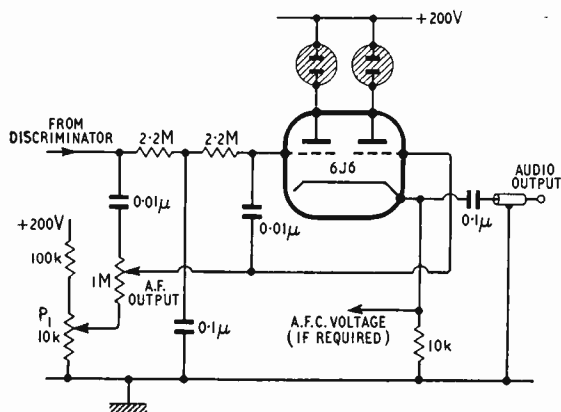 +200V
FROM
DISCRIMINATOR
2·2M
2·2M
6J6
AUDIO
OUTPUT
0·01μ
0·01μ
0·1μ
+200V
100k
1M
A.F.
OUTPUT
P1
10k
0·1μ
A.F.C. VOLTAGE
(IF REQUIRED)
10k